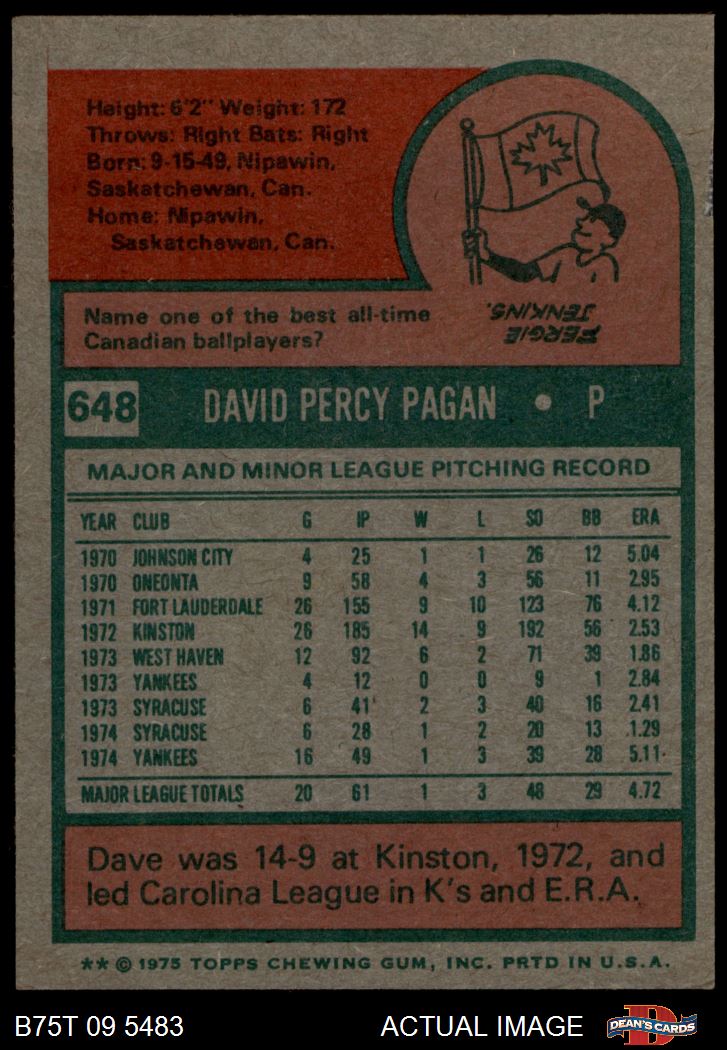 Height: 6'2" Weight: 172
Throws: Right Bats: Right
Born: 9-15-49, Nipawin,
Saskatchewan, Can.
Home: Nipawin,
Saskatchewan, Can.
Name one of the best all-time
Canadian ballplayers?
FERGIE
JENKINS.
648 DAVID PERCY PAGAN • P
MAJOR AND MINOR LEAGUE PITCHING RECORD
YEAR CLUB G IP W L SO BB ERA
1970 JOHNSON CITY 4 25 1 1 26 12 5.04
1970 ONEONTA 9 58 4 3 56 11 2.95
1971 FORT LAUDERDALE 26 155 9 10 123 76 4.12
1972 KINSTON 26 185 14 9 192 56 2.53
1973 WEST HAVEN 12 92 6 2 71 39 1.86
1973 YANKEES 4 12 0 0 9 1 2.84
1973 SYRACUSE 6 41 2 3 40 16 2.41
1974 SYRACUSE 6 28 1 2 20 13 1.29
1974 YANKEES 16 49 1 3 39 28 5.11
MAJOR LEAGUE TOTALS 20 61 1 3 48 29 4.72
Dave was 14-9 at Kinston, 1972, and
led Carolina League in K's and E.R.A.
** © 1975 TOPPS CHEWING GUM, INC. PRTD IN U.S.A.
B75T 09 5483 ACTUAL IMAGE D DEAN'S CARDS